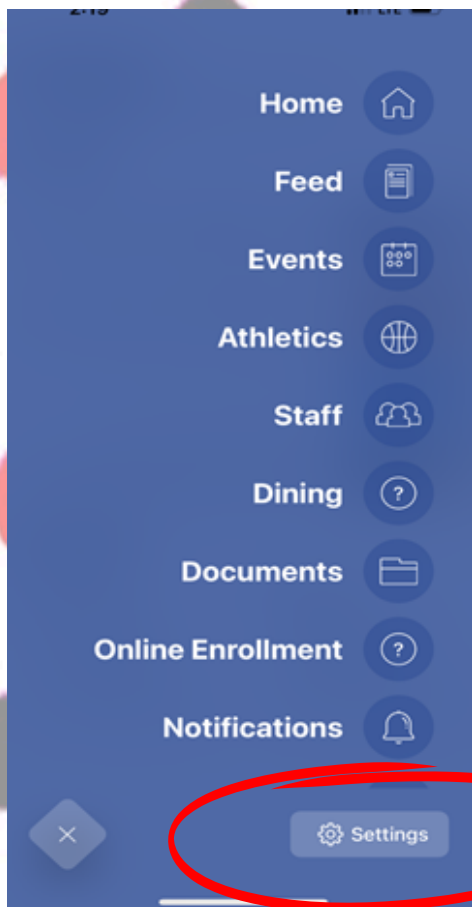 Home
Feed
Events
Athletics
Staff
Dining
?
Documents
Online Enrollment
?
Notifications
Settings